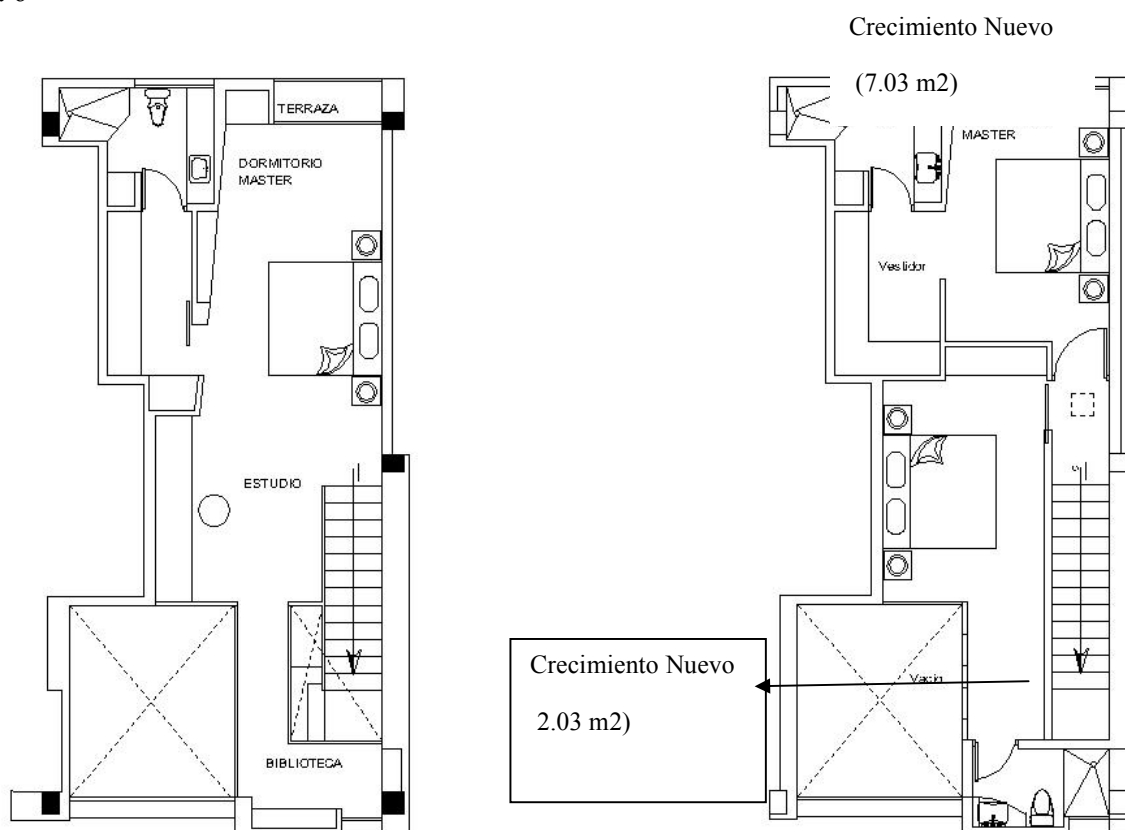 Crecimiento Nuevo
(7.03 m2)
TERRAZA
DORMITORIO
MASTER
MASTER
Vestidor
ESTUDIO
Crecimiento Nuevo
2.03 m2)
Vacio
BIBLIOTECA